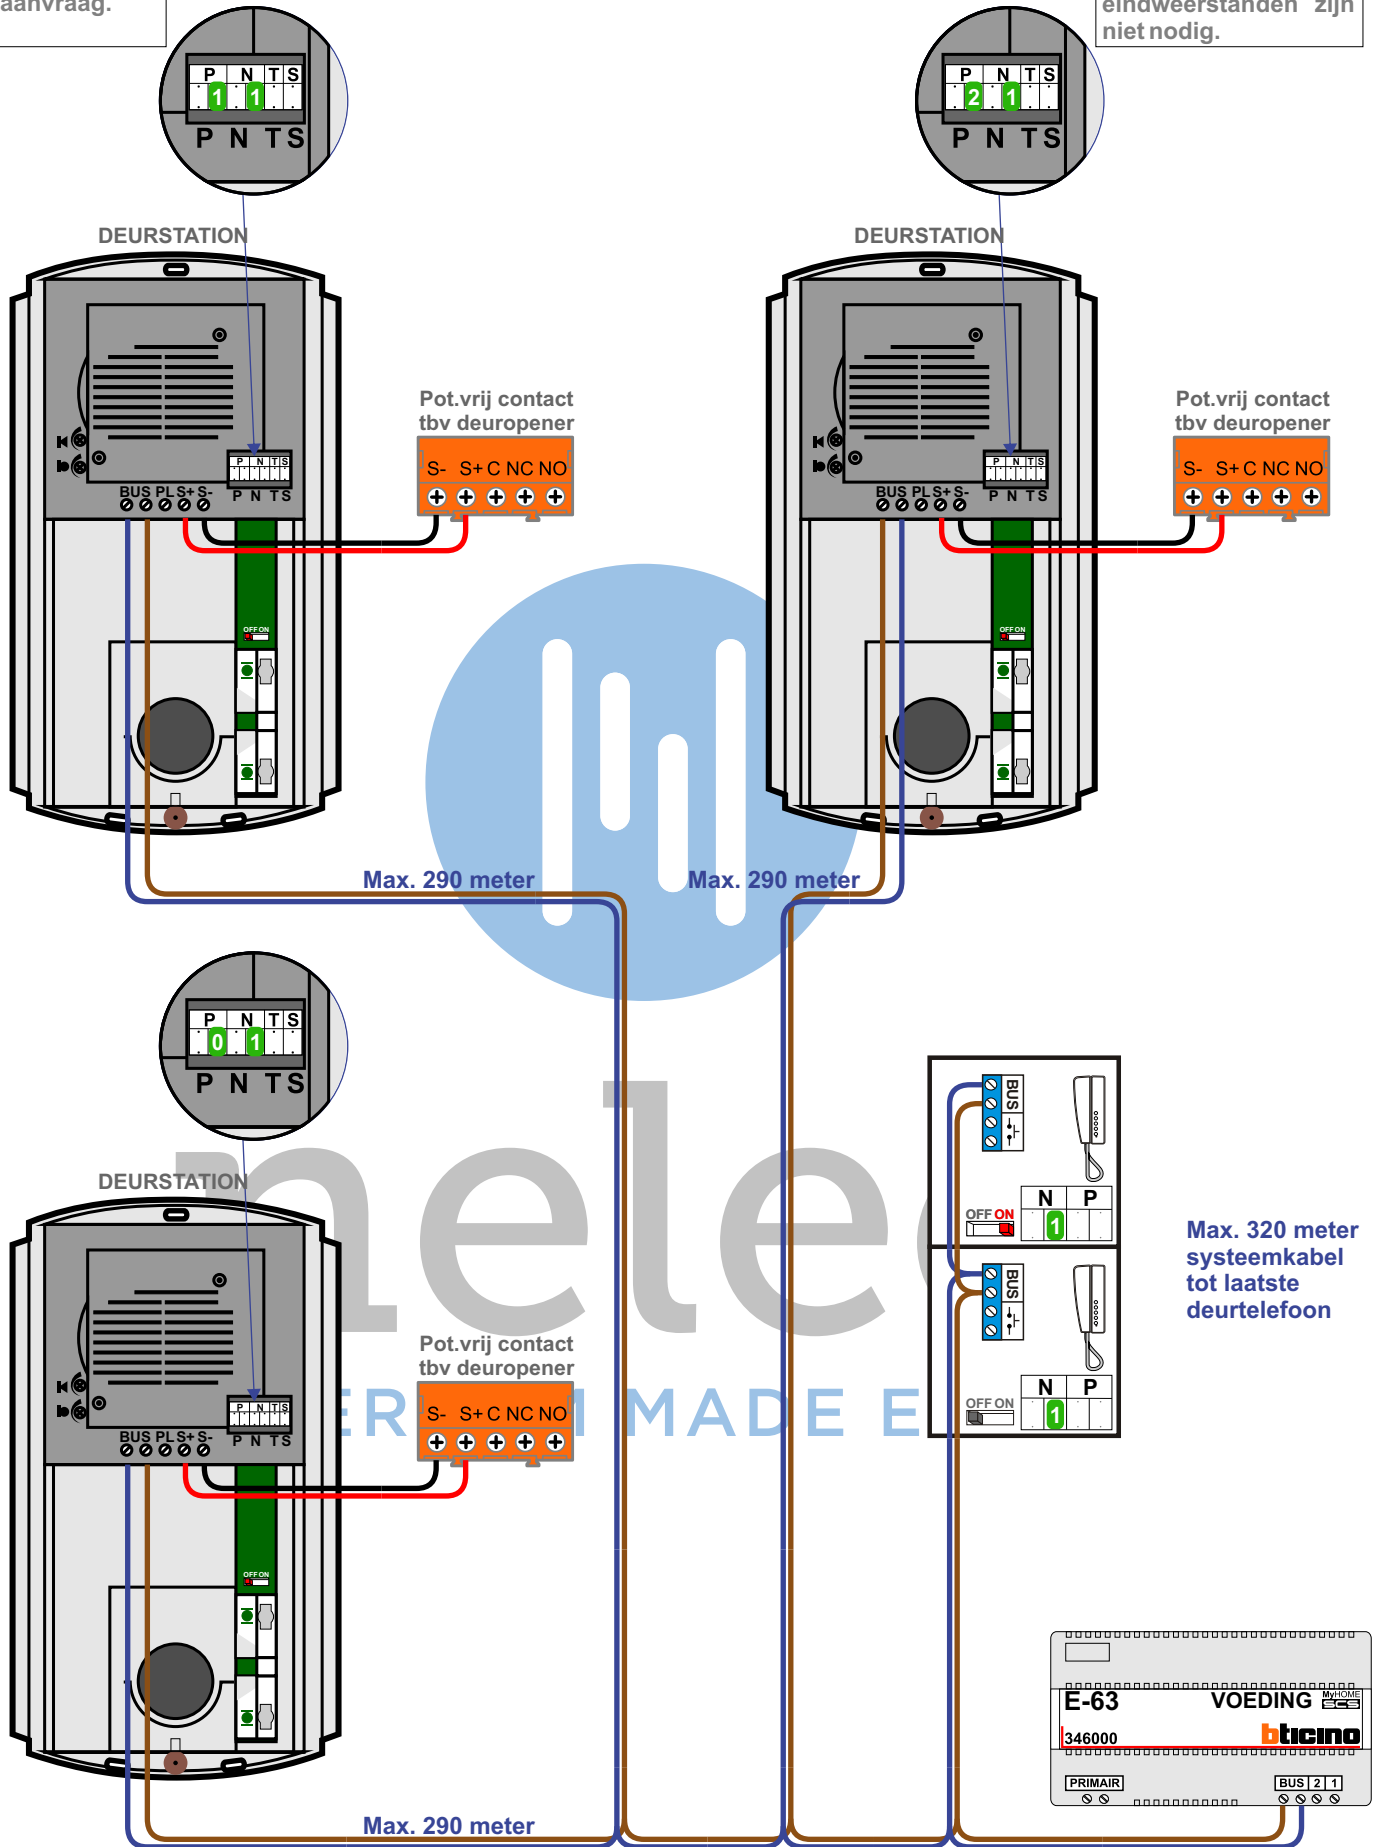 aanvraag.
eindweerstanden zijn
niet nodig.
P N T S
1 1
P N T S
P N T S
2 1
P N T S
DEURSTATION
DEURSTATION
Pot.vrij contact
tbv deuropener
S- S+ C NC NO
P N T S
BUS PL S+ S- P N T S
OFF ON
Pot.vrij contact
tbv deuropener
S- S+ C NC NO
P N T S
BUS PL S+ S- P N T S
OFF ON
Max. 290 meter
Max. 290 meter
P N T S
0 1
P N T S
DEURSTATION
Pot.vrij contact
tbv deuropener
S- S+ C NC NO
P N T S
BUS PL S+ S- P N T S
OFF ON
BUS
N P
OFF ON
1
BUS
N P
OFF ON
1
Max. 320 meter
systeemkabel
tot laatste
deurtelefoon
MADE
E-63 VOEDING MyHOME
SCS
346000 bticino
PRIMAIR BUS 2 1
Max. 290 meter